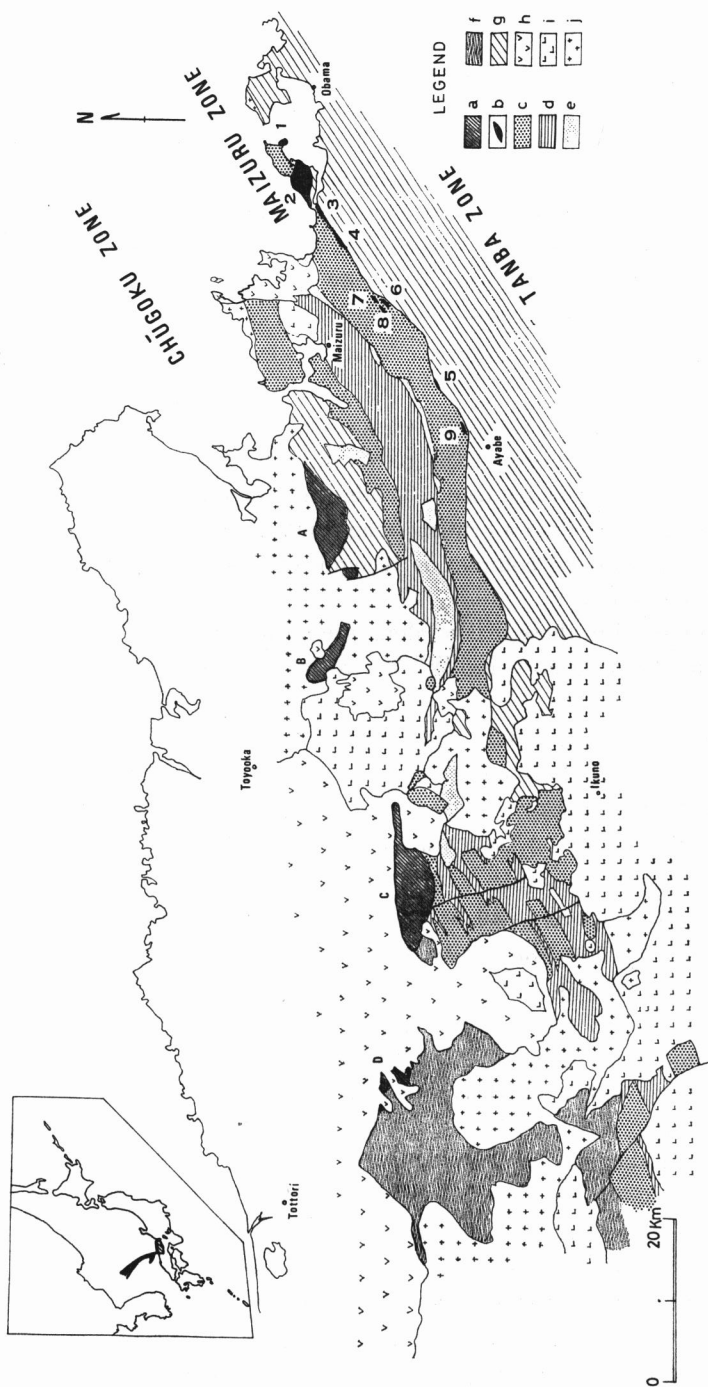 N
CHŪGOKU ZONE
MAIZURU ZONE
TANBA ZONE
Obama
Maizuru
Ayabe
Toyooka
Ikuno
Tottori
1
2
3
4
5
6
7
8
9
A
B
C
D
LEGEND
a
b
c
d
e
f
g
h
i
j
0
20 Km